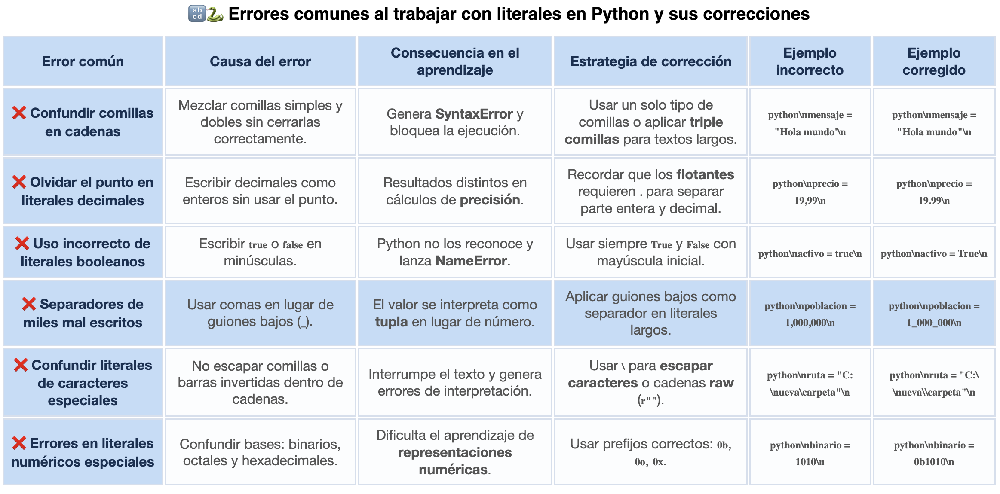 Errores comunes al trabajar con literales en Python y sus correcciones
Error común
Causa del error
Consecuencia en el
aprendizaje
Estrategia de corrección
Ejemplo
incorrecto
Ejemplo
corregido
❌ Confundir comillas
en cadenas
Mezclar comillas simples y
dobles sin cerrarlas
correctamente.
Genera SyntaxError y
bloquea la ejecución.
Usar un solo tipo de
comillas o aplicar triple
comillas para textos largos.
python\nmensaje =
"Hola mundo'\n
python\nmensaje =
"Hola mundo"\n
❌ Olvidar el punto en
literales decimales
Escribir decimales como
enteros sin usar el punto.
Resultados distintos en
cálculos de precisión.
Recordar que los flotantes
requieren . para separar
parte entera y decimal.
python\nprecio =
19,99\n
python\nprecio =
19.99\n
❌ Uso incorrecto de
literales booleanos
Escribir true o false en
minúsculas.
Python no los reconoce y
lanza NameError.
Usar siempre True y False con
mayúscula inicial.
python\nactivo = true\n
python\nactivo = True\n
❌ Separadores de
miles mal escritos
Usar comas en lugar de
guiones bajos (_).
El valor se interpreta como
tupla en lugar de número.
Aplicar guiones bajos como
separador en literales
largos.
python\npoblacion =
1,000,000\n
python\npoblacion =
1_000_000\n
❌ Confundir literales
de caracteres
especiales
No escapar comillas o
barras invertidas dentro de
cadenas.
Interrumpe el texto y genera
errores de interpretación.
Usar \ para escapar
caracteres o cadenas raw
(r"").
python\nruta = "C:
\nueva\carpeta"\n
python\nruta = "C:\
\nueva\\carpeta"\n
❌ Errores en literales
numéricos especiales
Confundir bases: binarios,
octales y hexadecimales.
Dificulta el aprendizaje de
representaciones
numéricas.
Usar prefijos correctos: 0b,
0o, 0x.
python\nbinario =
1010\n
python\nbinario =
0b1010\n